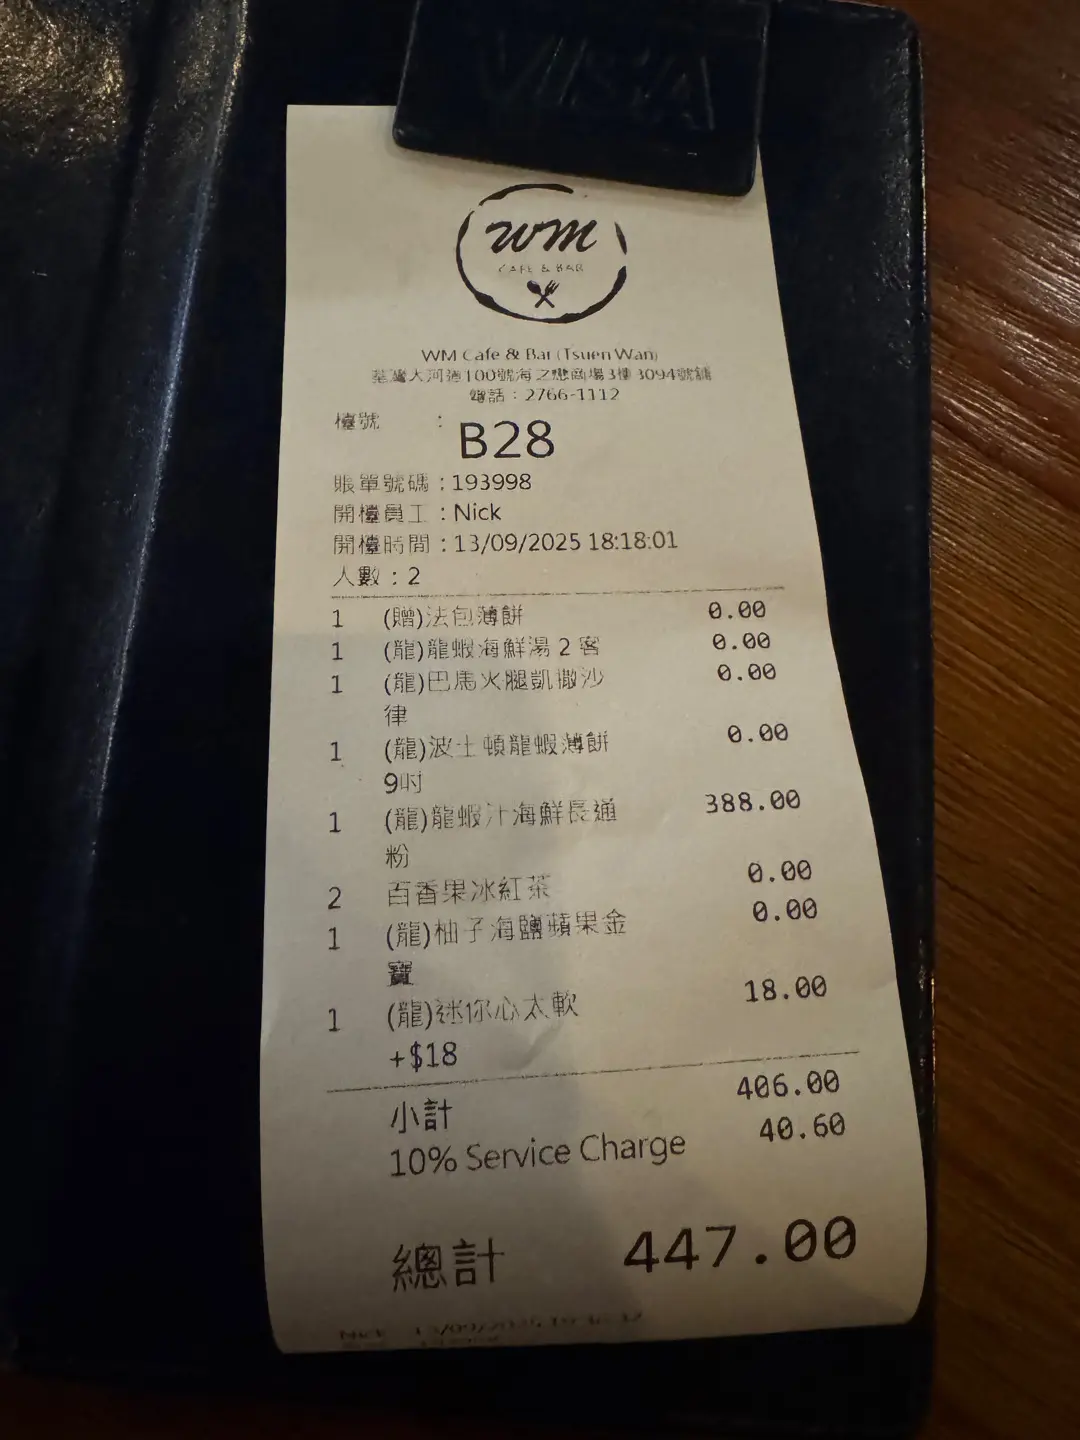 VISA
wm
CAFE & BAR
WM Cafe & Bar (Tsuen Wan)
荃灣大河道100號海之戀商場3樓3094號舖
電話：2766-1112
檯號 : B28
賬單號碼：193998
開檯員工：Nick
開檯時間：13/09/2025 18:18:01
人數：2
1 (贈)法包薄餅 0.00
1 (龍)龍蝦海鮮湯 2 客 0.00
1 (龍)巴馬火腿凱撒沙 0.00
律
1 (龍)波士頓龍蝦薄餅 0.00
9吋
1 (龍)龍蝦汁海鮮長通 388.00
粉
2 百香果冰紅茶 0.00
1 (龍)柚子海鹽蘋果金 0.00
寶
1 (龍)迷你心太軟 18.00
+$18
小計 406.00
10% Service Charge 40.60
總計 447.00
Nick 13/09/2025